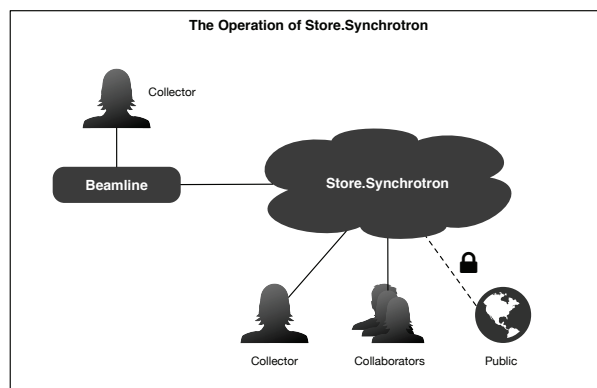 The Operation of Store.Synchrotron
Collector
Beamline
Store.Synchrotron
Collector
Collaborators
Public